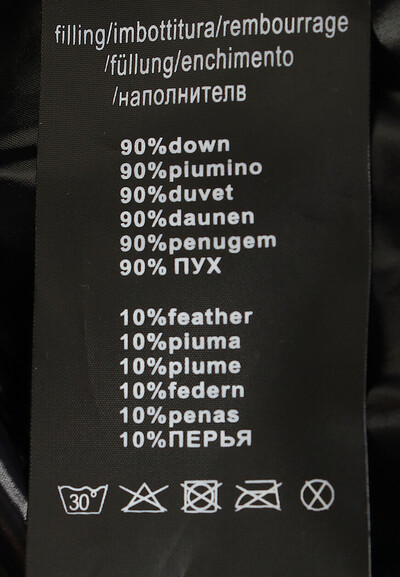 filling/imbottitura/rembourrage
/füllung/enchimento
/наполнителв
90%down
90%piumino
90%duvet
90%daunen
90%penugem
90% ПУХ
10%feather
10%piuma
10%plume
10%federn
10%penas
10%ПЕРЬЯ
30°